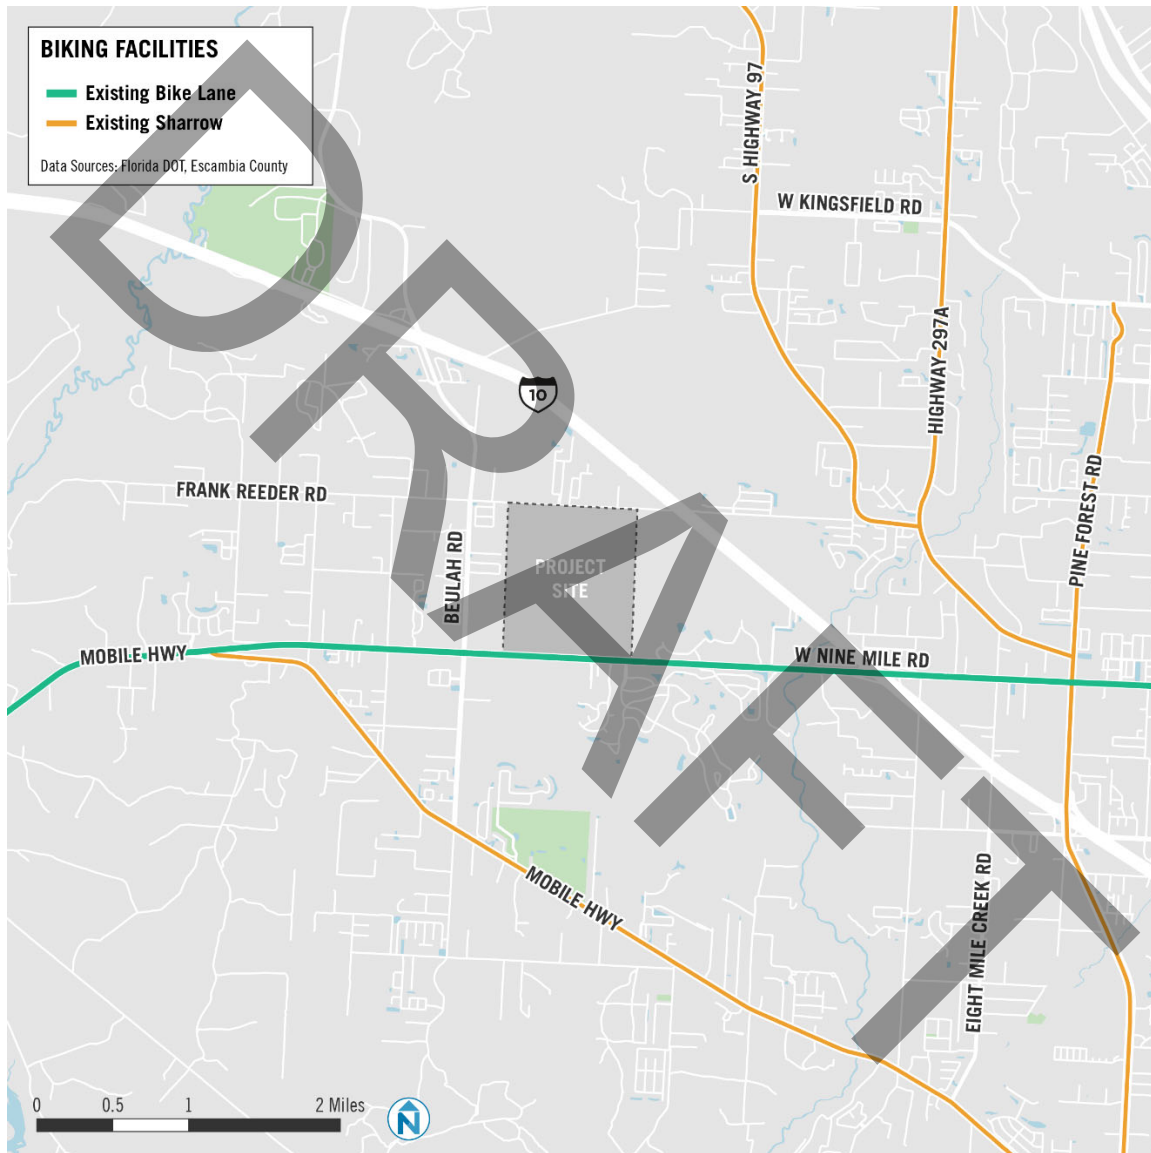 BIKING FACILITIES
Existing Bike Lane
Existing Sharrow
Data Sources: Florida DOT, Escambia County
S HIGHWAY 97
W KINGSFIELD RD
HIGHWAY 297A
10
PINE FOREST RD
FRANK REEDER RD
BEULAH RD
PROJECT
SITE
MOBILE HWY
W NINE MILE RD
MOBILE HWY
EIGHT MILE CREEK RD
0 0.5 1 2 Miles
N
DRAFT